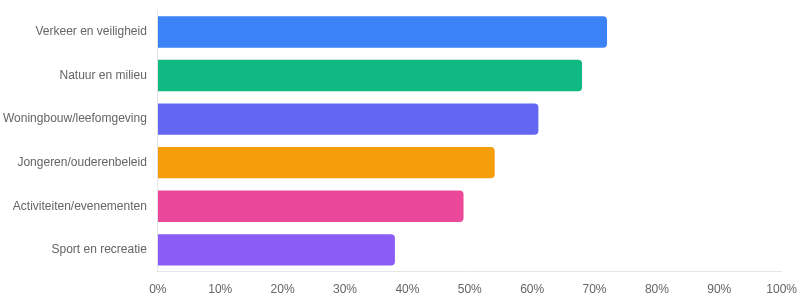 Verkeer en veiligheid
Natuur en milieu
Woningbouw/leefomgeving
Jongeren/ouderenbeleid
Activiteiten/evenementen
Sport en recreatie
0% 10% 20% 30% 40% 50% 60% 70% 80% 90% 100%